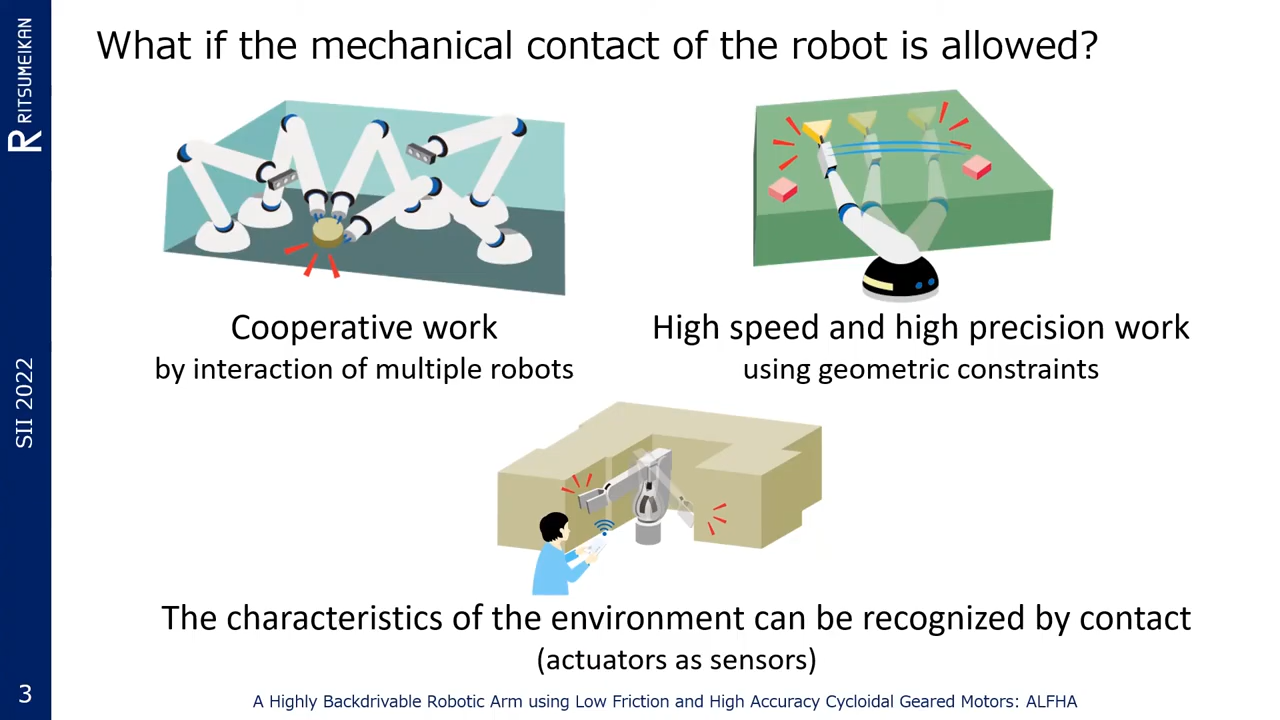 What if the mechanical contact of the robot is allowed?
R RITSUMEIKAN
Cooperative work
by interaction of multiple robots
High speed and high precision work
using geometric constraints
The characteristics of the environment can be recognized by contact
(actuators as sensors)
SII 2022
3
A Highly Backdrivable Robotic Arm using Low Friction and High Accuracy Cycloidal Geared Motors: ALFHA